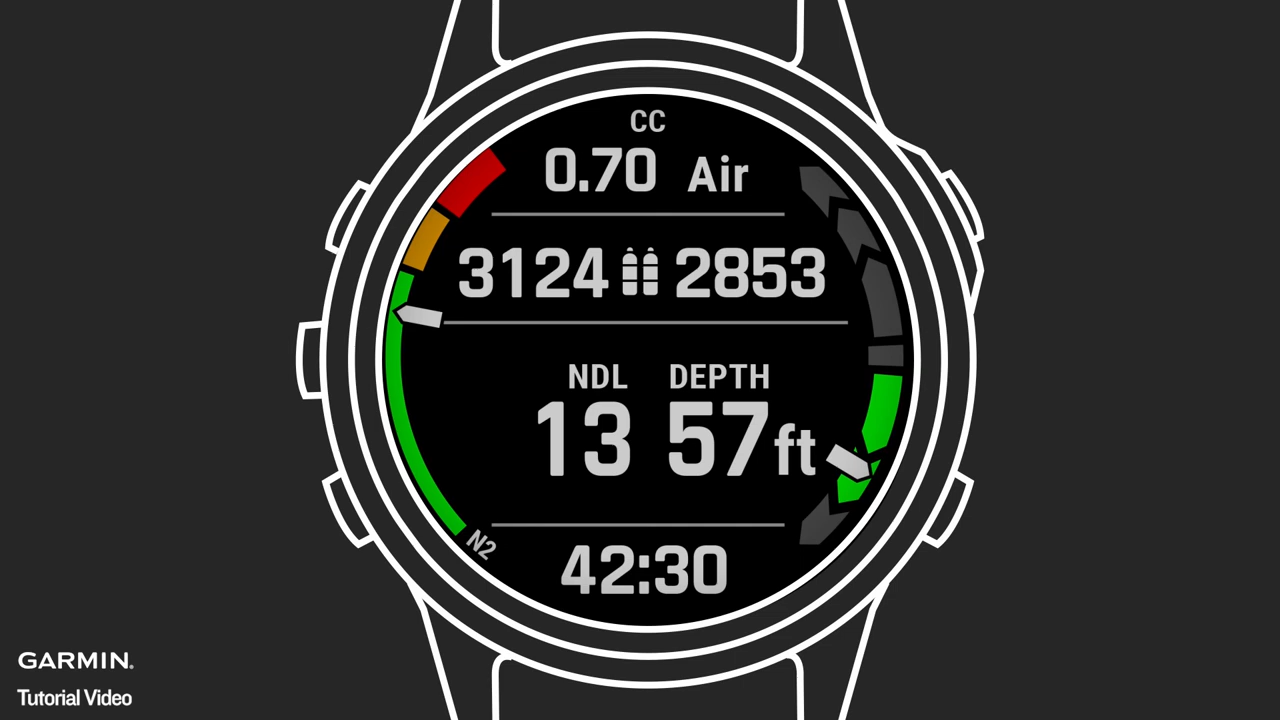 CC
0.70 Air
3124 2853
NDL DEPTH
13 57ft
N2
42:30
GARMIN.
Tutorial Video